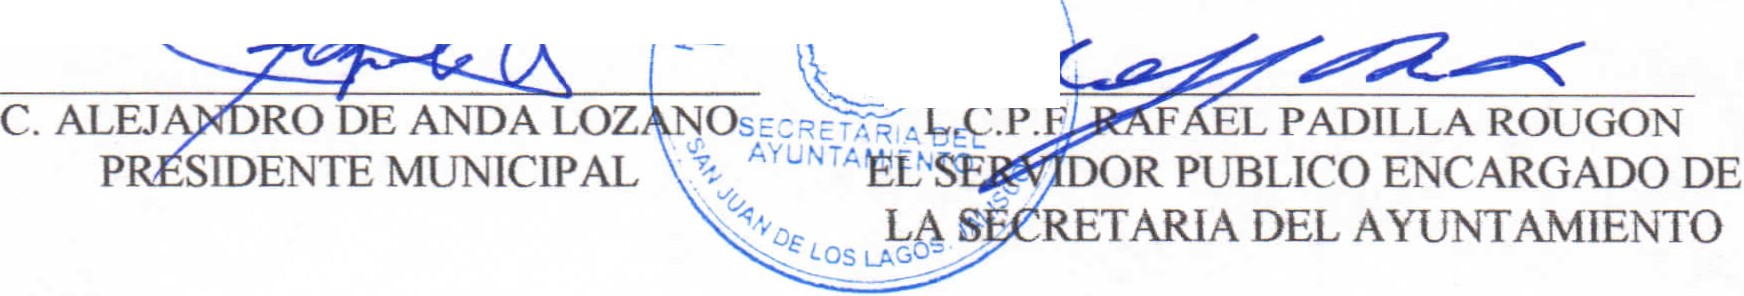 C. ALEJANDRO DE ANDA LOZANO
PRESIDENTE MUNICIPAL
SECRETARIA DEL
AYUNTAMIENTO
SAN JUAN DE LOS LAGOS, JALISCO
L.C.P.F. RAFAEL PADILLA ROUGON
EL SERVIDOR PUBLICO ENCARGADO DE
LA SECRETARIA DEL AYUNTAMIENTO